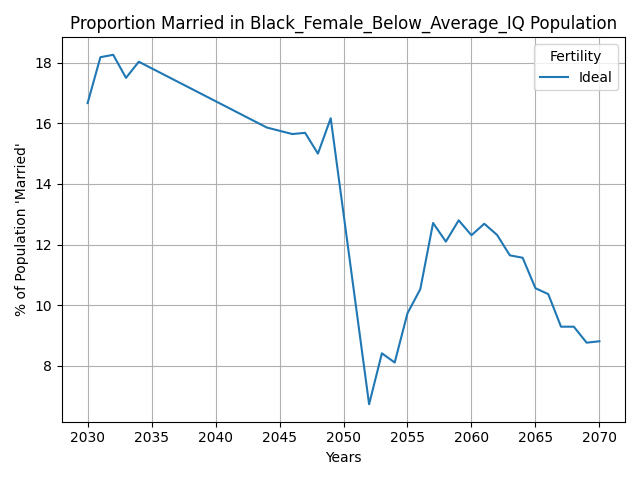 Proportion Married in Black_Female_Below_Average_IQ Population
% of Population 'Married'
18
16
14
12
10
8
Fertility
Ideal
2030 2035 2040 2045 2050 2055 2060 2065 2070
Years